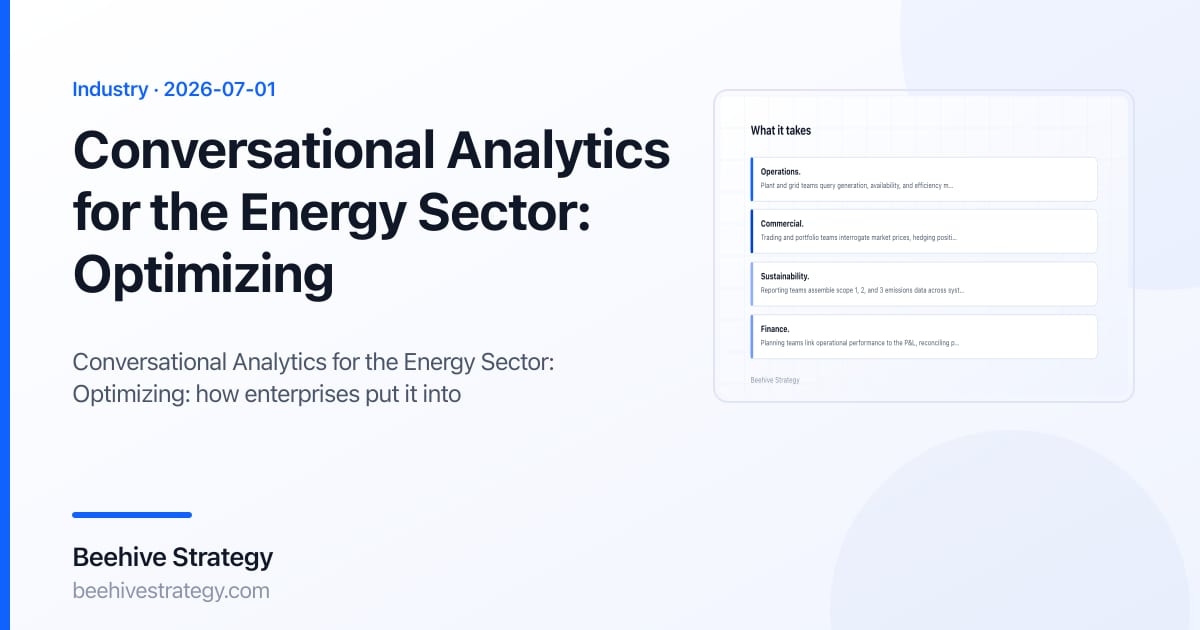 Industry · 2026-07-01
Conversational Analytics
for the Energy Sector:
Optimizing
Conversational Analytics for the Energy Sector:
Optimizing: how enterprises put it into
Beehive Strategy
beehivestrategy.com
What it takes
Operations.
Plant and grid teams query generation, availability, and efficiency m...
Commercial.
Trading and portfolio teams interrogate market prices, hedging positi...
Sustainability.
Reporting teams assemble scope 1, 2, and 3 emissions data across syst...
Finance.
Planning teams link operational performance to the P&L, reconciling p...
Beehive Strategy